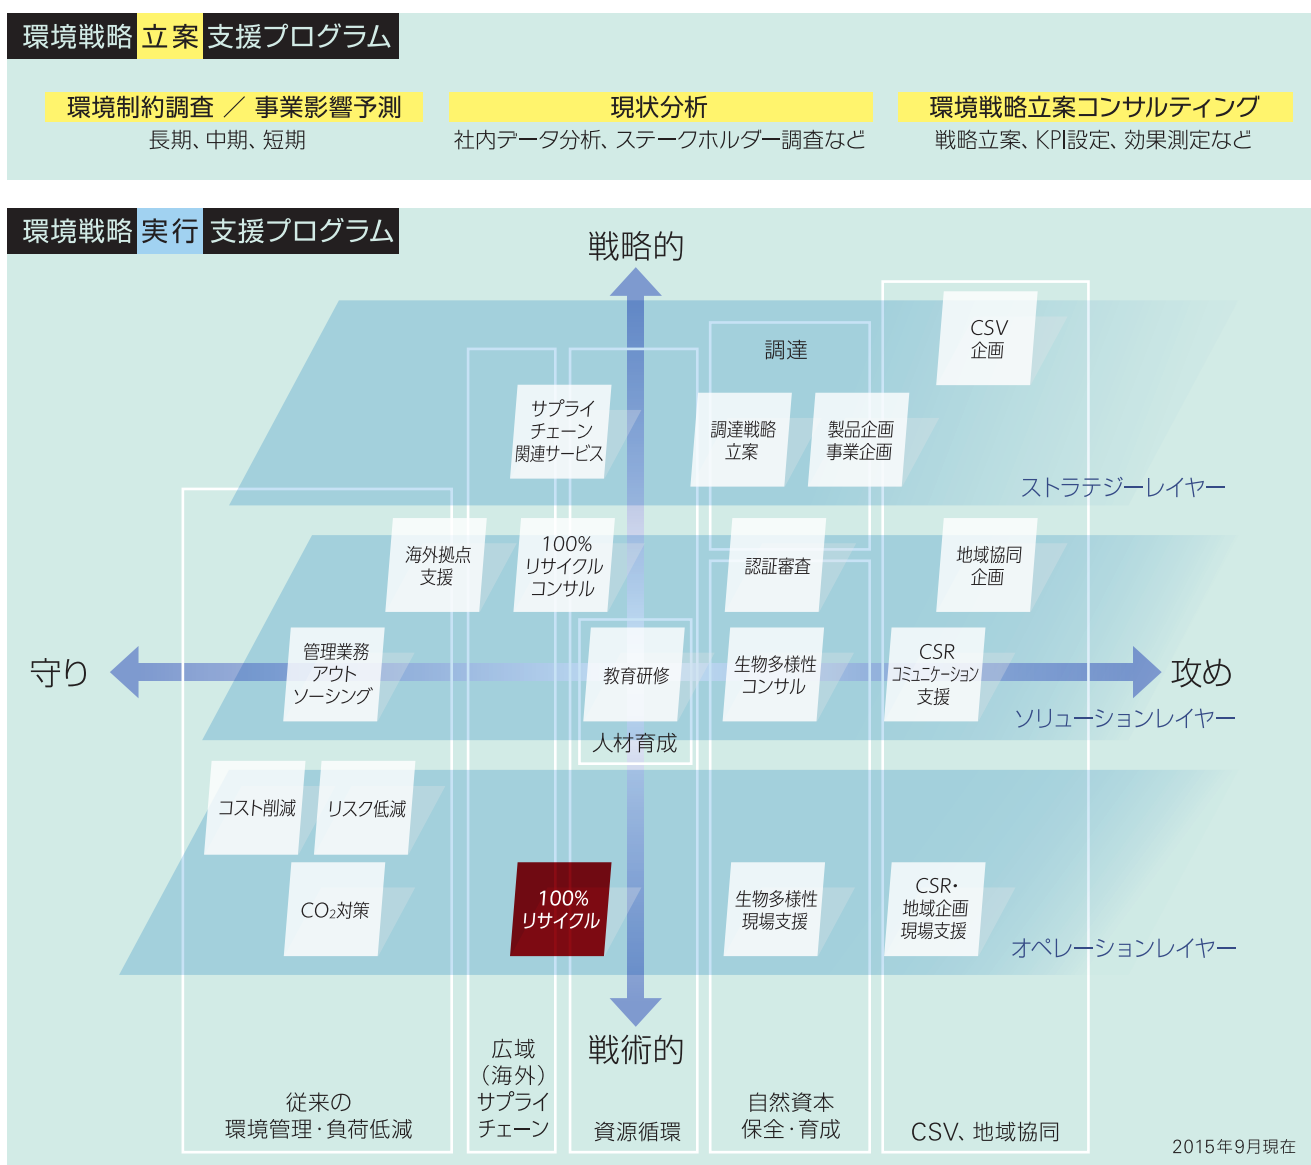 環境戦略 立案 支援プログラム
環境制約調査 ／ 事業影響予測
長期、中期、短期
現状分析
社内データ分析、ステークホルダー調査など
環境戦略立案コンサルティング
戦略立案、KPI設定、効果測定など
環境戦略 実行 支援プログラム
戦略的
CSV
企画
調達
サプライ
チェーン
関連サービス
調達戦略
立案
製品企画
事業企画
ストラテジーレイヤー
海外拠点
支援
100%
リサイクル
コンサル
認証審査
地域協同
企画
守り
管理業務
アウト
ソーシング
教育研修
生物多様性
コンサル
CSR
コミュニケーション
支援
攻め
ソリューションレイヤー
人材育成
コスト削減
リスク低減
CO₂対策
100%
リサイクル
生物多様性
現場支援
CSR・
地域企画
現場支援
オペレーションレイヤー
戦術的
従来の
環境管理・負荷低減
広域
（海外）
サプライ
チェーン
資源循環
自然資本
保全・育成
CSV、地域協同
2015年9月現在